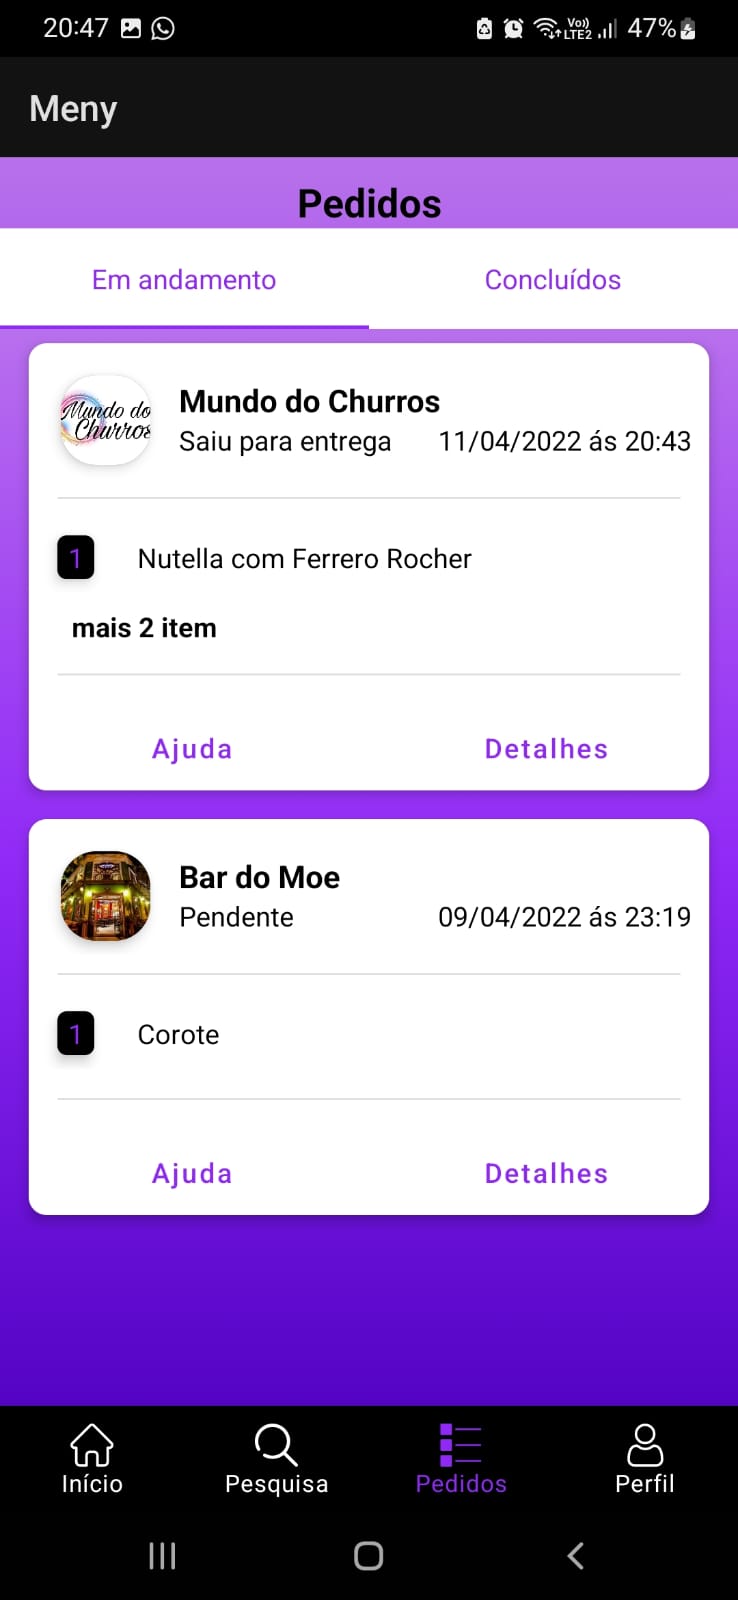 20:47
Vo))
LTE2
47%
Meny
Pedidos
Em andamento
Concluídos
Mundo do
Churros
Mundo do Churros
Saiu para entrega 11/04/2022 ás 20:43
1 Nutella com Ferrero Rocher
mais 2 item
Ajuda Detalhes
Bar do Moe
Pendente 09/04/2022 ás 23:19
1 Corote
Ajuda Detalhes
Início Pesquisa Pedidos Perfil